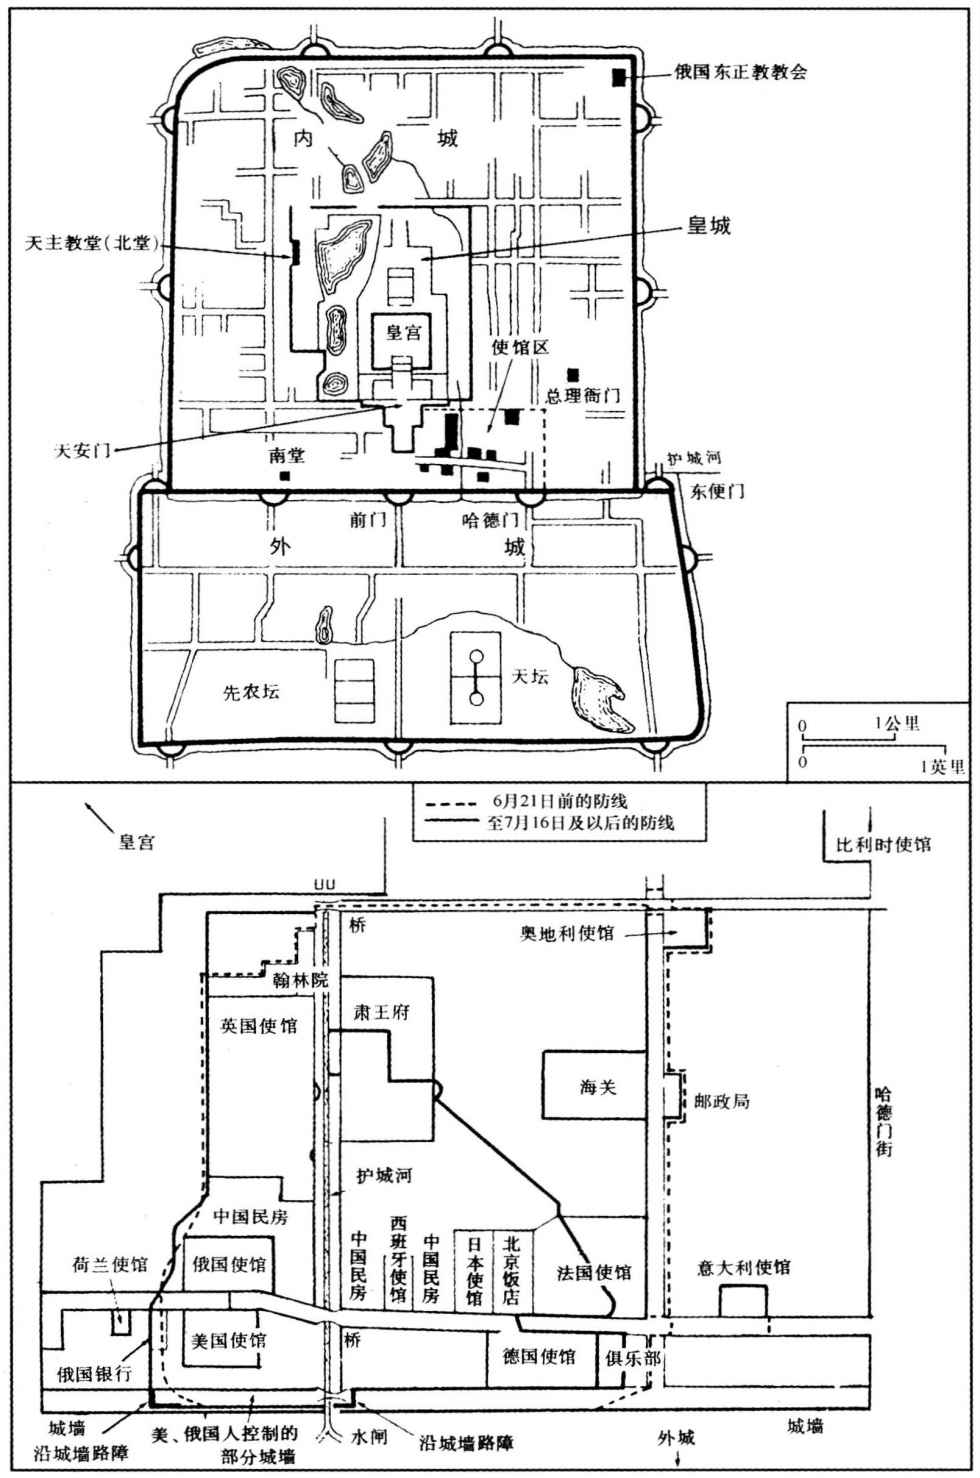 俄国东正教教会
内 城
皇城
天主教堂(北堂)
皇宫
使馆区
总理衙门
天安门
南堂
护城河
东便门
前门
哈德门
外 城
先农坛
天坛
0 1公里
0 1英里
6月21日前的防线
至7月16日及以后的防线
皇宫
比利时使馆
桥
奥地利使馆
翰林院
肃王府
英国使馆
海关
邮政局
哈德门街
护城河
中国民房
中国民房
西班牙使馆
中国民房
日本使馆
北京饭店
荷兰使馆
俄国使馆
法国使馆
意大利使馆
美国使馆
桥
德国使馆
俱乐部
俄国银行
城墙
沿城墙路障
美、俄国人控制的
部分城墙
水闸
沿城墙路障
外城
城墙